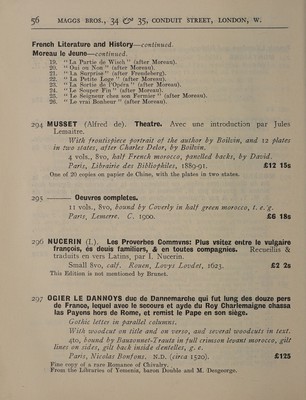 56 MAGGS BROS., 34 & 35, CONDUIT STREET, LONDON, W.
French Literature and History—continued.
Moreau le Jeune—continued.
19. "La Partie de Wisch" (after Moreau).
20. "Oui ou Non" (after Moreau).
21. "La Surprise" (after Freudeberg).
22. "La Petite Loge" (after Moreau).
23. "La Sortie de l'Opéra" (after Moreau).
24. "Le Souper Fin" (after Moreau).
25. "Le Seigneur chez son Fermier" (after Moreau).
26. "Le vrai Bonheur" (after Moreau).
294 MUSSET (Alfred de). Theatre. Avec une introduction par Jules
Lemaitre.
With frontispiece portrait of the author by Boilvin, and 12 plates
in two states, after Charles Delor, by Boilvin.
4 vols., 8vo, half French morocco, panelled backs, by David.
Paris, Librairie des Bibliophiles, 1889-91. £12 15s
One of 20 copies on papier de Chine, with the plates in two states.
295 ——— Oeuvres completes.
11 vols., 8vo, bound by Coverly in half green morocco, t. e. g.
Paris, Lemerre. C. 1900. £6 18s
296 NUCERIN (I.). Les Proverbes Commvns: Plus vsitez entre le vulgaire
françois, és deuis familiers, & en toutes compagnies. Recueillis &
traduits en vers Latins, par I. Nucerin.
Small 8vo, calf. Rouen, Lovys Lovdet, 1625. £2 2s
This Edition is not mentioned by Brunet.
297 OGIER LE DANNOYS duc de Dannemarche qui fut lung des douze pers
de France, lequel avec le secours et ayde du Roy Charlemaigne chassa
las Payens hors de Rome, et remist le Pape en son siège.
Gothic letter in parallel columns.
With woodcut on title and on verso, and several woodcuts in text.
4to, bound by Bauzonnet-Trautz in full crimson levant morocco, gilt
lines on sides, gilt back inside dentelles, g. e.
Paris, Nicolas Bonfons. N.D. (circa 1520). £125
Fine copy of a rare Romance of Chivalry.
From the Libraries of Yemeniz, baron Double and M. Desgeorge.